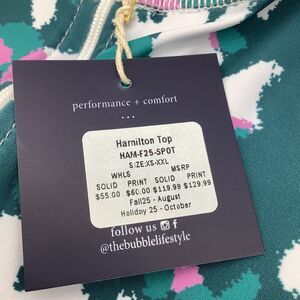 performance + comfort
...
Harnilton Top
HAM-F25-SPOT
SIZE:XS-XXL
WHLS MSRP
SOLID PRINT SOLID PRINT
$55.00 $60.00 $119.99 $129.99
Fall25 - August
Holiday 25 - October
follow us
@thebubblelifestyle